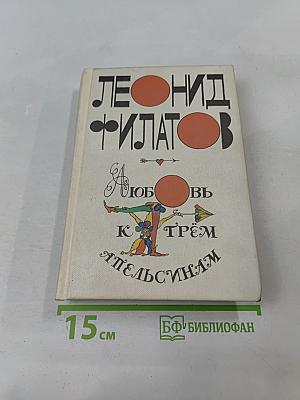 ЛЕОНИД
ФИЛАТОВ
ЛЮБОВЬ
К ТРЁМ
АПЕЛЬСИНАМ
15 см
БФ БИБЛИОФАН